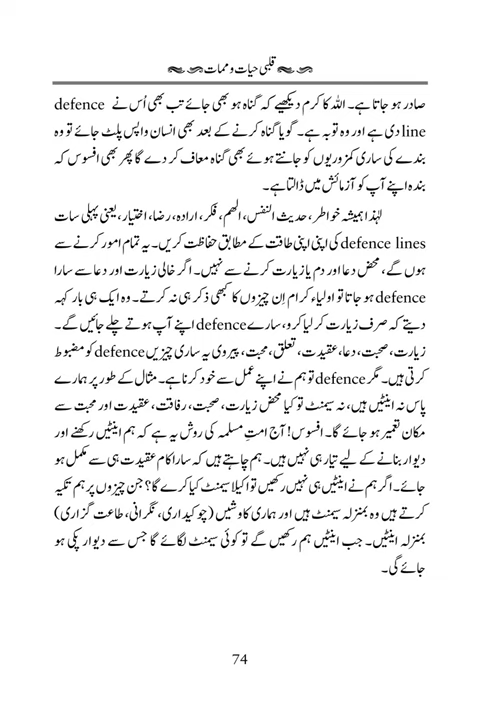 قلبی حیات و ممات
صادر ہو جاتا ہے۔ اللہ کا کرم دیکھیے کہ گناہ ہو بھی جائے تب بھی اُس نے defence
line دی ہے اور وہ توبہ ہے۔ گویا گناہ کرنے کے بعد بھی انسان واپس پلٹ جائے تو وہ
بندے کی ساری کمزوریوں کو جانتے ہوئے بھی گناہ معاف کر دے گا پھر بھی افسوس کہ
بندہ اپنے آپ کو آزمائش میں ڈالتا ہے۔
لہٰذا ہمیشہ خواطر، حدیث النفس، الھم، فکر، ارادہ، رضا، اختیار، یعنی پہلی سات
defence lines کی اپنی اپنی طاقت کے مطابق حفاظت کریں۔ یہ تمام امور کرنے سے
ہوں گے، محض دعا اور دم یا زیارت کرنے سے نہیں۔ اگر خالی زیارت اور دعا سے سارا
defence ہو جاتا تو اولیاء کرام اِن چیزوں کا کبھی ذکر ہی نہ کرتے۔ وہ ایک ہی بار کہہ
دیتے کہ صرف زیارت کر لیا کرو، سارے defence اپنے آپ ہوتے چلے جائیں گے۔
زیارت، صحبت، دعا، عقیدت، تعلق، محبت، پیروی یہ ساری چیزیں defence کو مضبوط
کرتی ہیں۔ مگر defence تو ہم نے اپنے عمل سے خود کرنا ہے۔ مثال کے طور پر ہمارے
پاس نہ اینٹیں ہیں، نہ سیمنٹ تو کیا محض زیارت، صحبت، رفاقت، عقیدت اور محبت سے
مکان تعمیر ہو جائے گا۔ افسوس! آج امتِ مسلمہ کی روش یہ ہے کہ ہم اینٹیں رکھنے اور
دیوار بنانے کے لیے تیار ہی نہیں ہیں۔ ہم چاہتے ہیں کہ سارا کام عقیدت ہی سے مکمل ہو
جائے۔ اگر ہم نے اینٹیں ہی نہیں رکھیں تو اکیلا سیمنٹ کیا کرے گا؟ جن چیزوں پر ہم تکیہ
کرتے ہیں وہ بمنزلہ سیمنٹ ہیں اور ہماری کاوشیں (چوکیداری، نگرانی، طاعت گزاری)
بمنزلہ اینٹیں۔ جب اینٹیں ہم رکھیں گے تو کوئی سیمنٹ لگائے گا جس سے دیوار پکی ہو
جائے گی۔
74